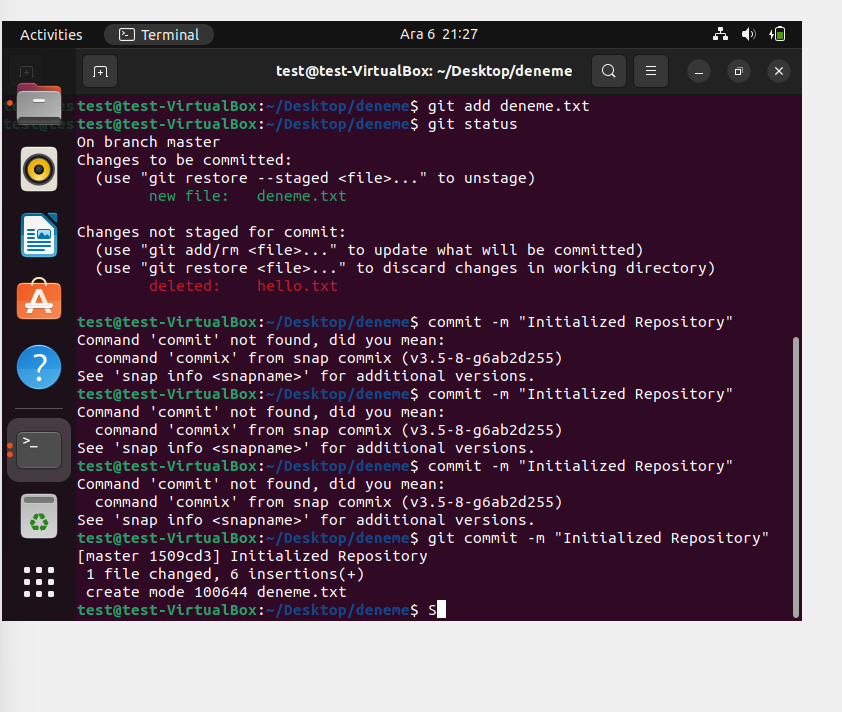 Activities
Terminal
Ara 6 21:27
test@test-VirtualBox: ~/Desktop/deneme
test@test-VirtualBox:~/Desktop/deneme$ git add deneme.txt
test@test-VirtualBox:~/Desktop/deneme$ git status
On branch master
Changes to be committed:
  (use "git restore --staged <file>..." to unstage)
        new file:   deneme.txt
Changes not staged for commit:
  (use "git add/rm <file>..." to update what will be committed)
  (use "git restore <file>..." to discard changes in working directory)
        deleted:    hello.txt
test@test-VirtualBox:~/Desktop/deneme$ commit -m "Initialized Repository"
Command 'commit' not found, did you mean:
  command 'commix' from snap commix (v3.5-8-g6ab2d255)
See 'snap info <snapname>' for additional versions.
test@test-VirtualBox:~/Desktop/deneme$ commit -m "Initialized Repository"
Command 'commit' not found, did you mean:
  command 'commix' from snap commix (v3.5-8-g6ab2d255)
See 'snap info <snapname>' for additional versions.
test@test-VirtualBox:~/Desktop/deneme$ commit -m "Initialized Repository"
Command 'commit' not found, did you mean:
  command 'commix' from snap commix (v3.5-8-g6ab2d255)
See 'snap info <snapname>' for additional versions.
test@test-VirtualBox:~/Desktop/deneme$ git commit -m "Initialized Repository"
[master 1509cd3] Initialized Repository
 1 file changed, 6 insertions(+)
 create mode 100644 deneme.txt
test@test-VirtualBox:~/Desktop/deneme$ S